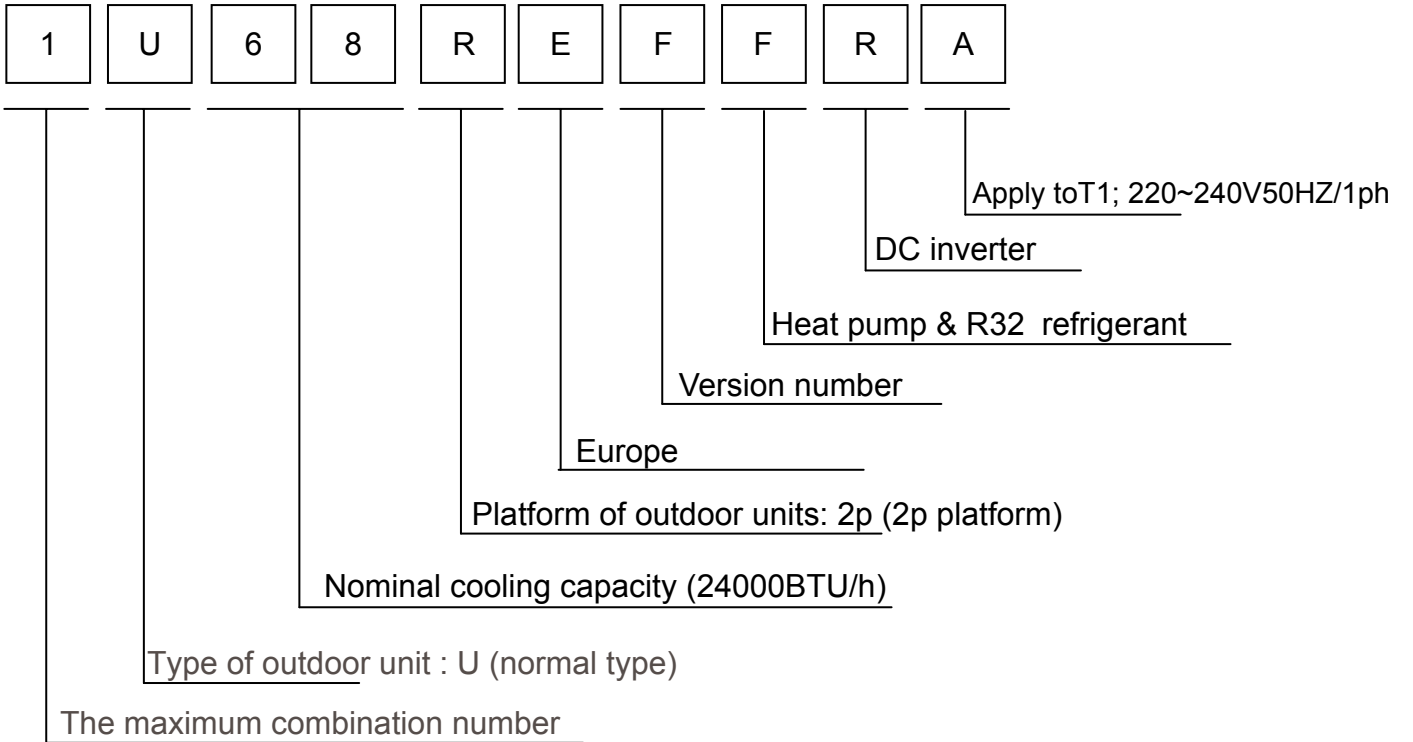 1 U 6 8 R E F F R A
Apply toT1; 220~240V50HZ/1ph
DC inverter
Heat pump & R32 refrigerant
Version number
Europe
Platform of outdoor units: 2p (2p platform)
Nominal cooling capacity (24000BTU/h)
Type of outdoor unit : U (normal type)
The maximum combination number